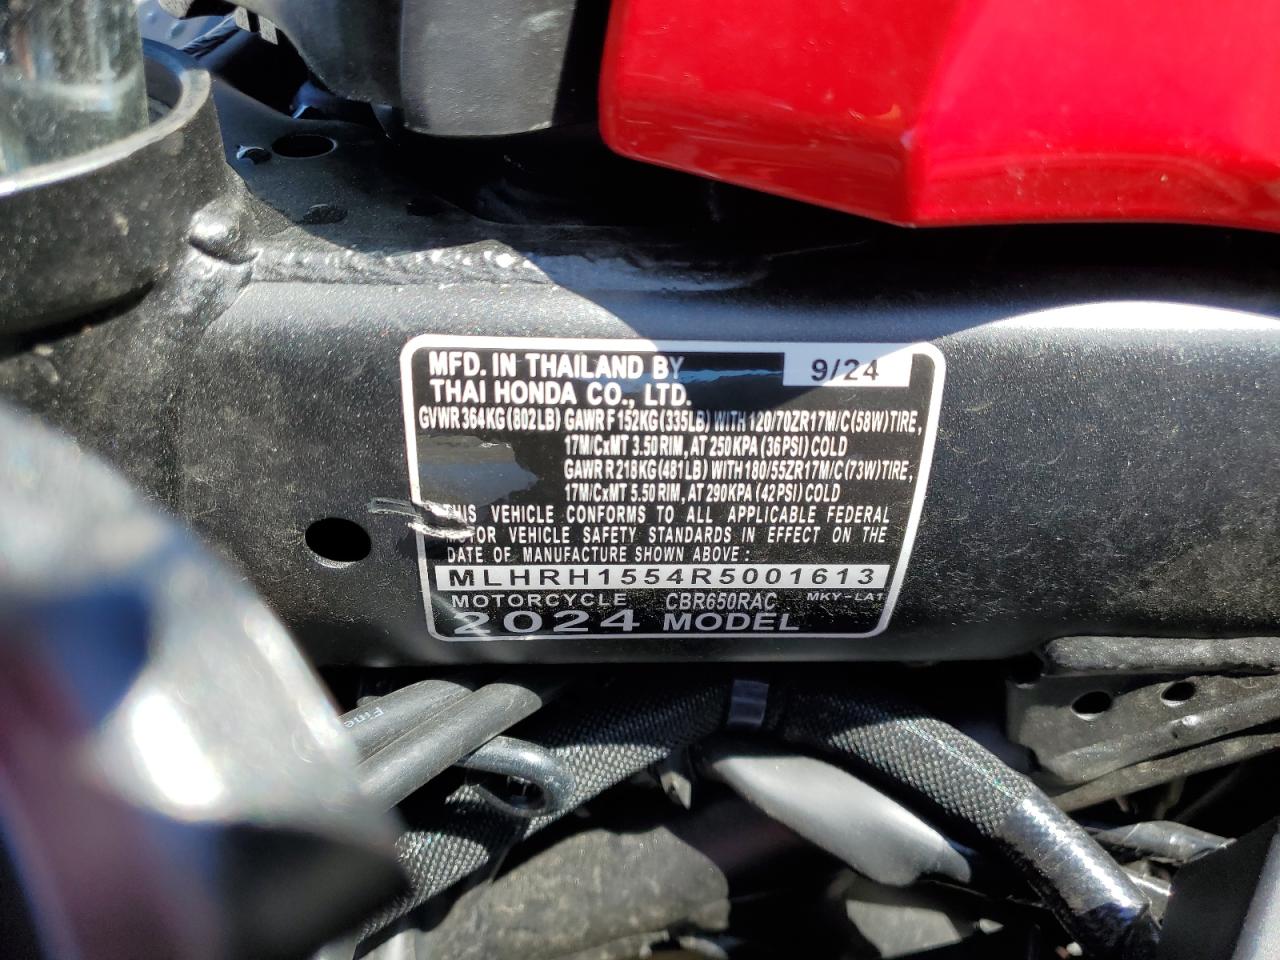 MFD. IN THAILAND BY 9/24
THAI HONDA CO., LTD.
GVWR 364KG (802LB) GAWR F 152KG (335LB) WITH 120/70ZR17M/C (58W) TIRE,
17M/CxMT 3.50 RIM, AT 250KPA (36PSI) COLD
GAWR R 218KG (481LB) WITH 180/55ZR17M/C (73W) TIRE,
17M/CxMT 5.50 RIM, AT 290KPA (42PSI) COLD
THIS VEHICLE CONFORMS TO ALL APPLICABLE FEDERAL
MOTOR VEHICLE SAFETY STANDARDS IN EFFECT ON THE
DATE OF MANUFACTURE SHOWN ABOVE :
MLHRH1554R5001613
MOTORCYCLE CBR650RAC MKY-LA1
2024 MODEL